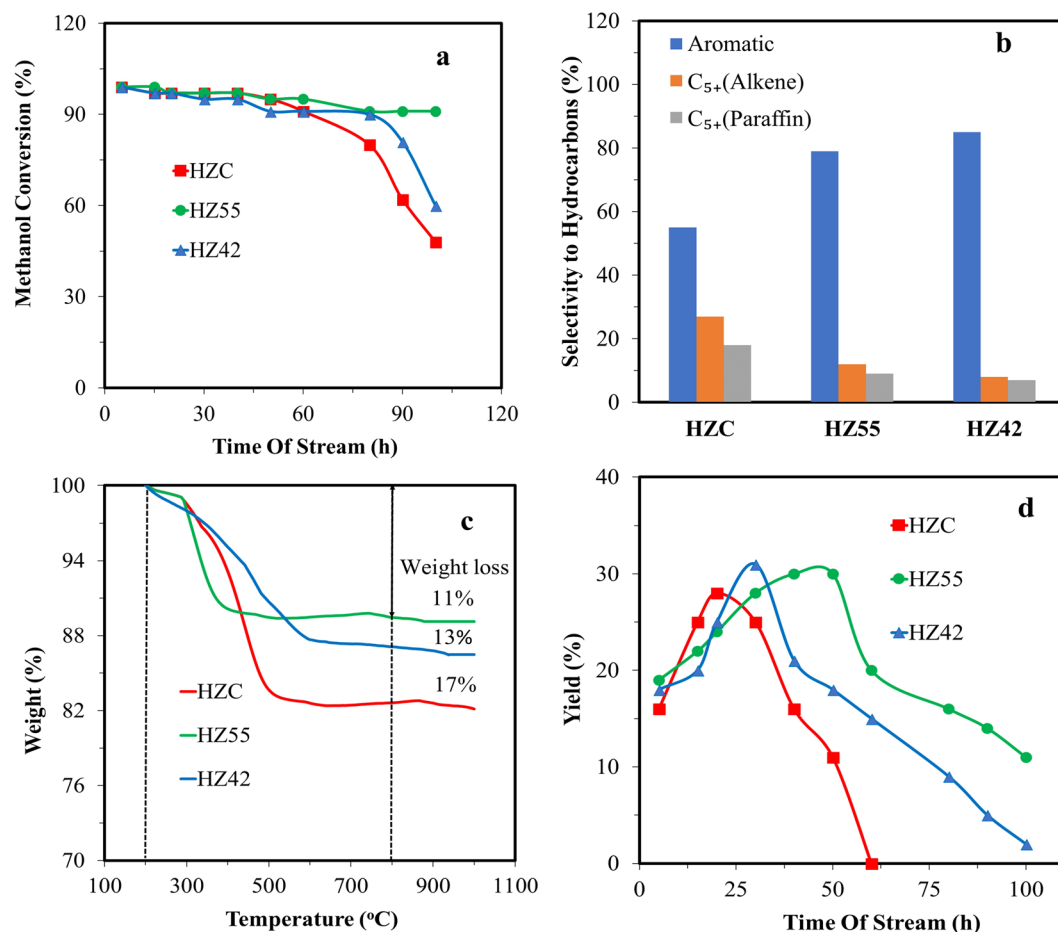 a
Methanol Conversion (%)
120
90
60
30
0
HZC
HZ55
HZ42
0 30 60 90 120
Time Of Stream (h)
b
Selectivity to Hydrocarbons (%)
120
100
80
60
40
20
0
Aromatic
C₅₊(Alkene)
C₅₊(Paraffin)
HZC HZ55 HZ42
c
Weight (%)
100
94
88
82
76
70
Weight loss
11%
13%
17%
HZC
HZ55
HZ42
100 300 500 700 900 1100
Temperature (°C)
d
Yield (%)
40
30
20
10
0
HZC
HZ55
HZ42
0 25 50 75 100
Time Of Stream (h)